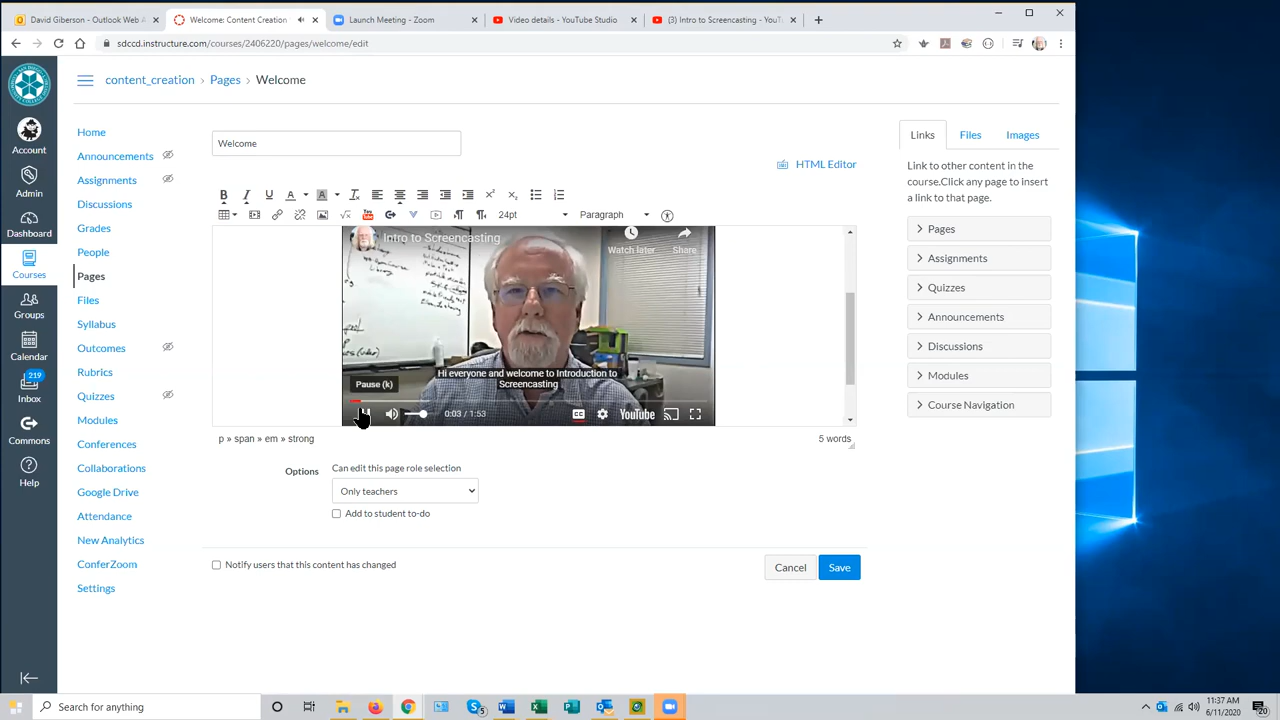 David Giberson - Outlook Web A
Welcome: Content Creation
Launch Meeting - Zoom
Video details - YouTube Studio
(3) Intro to Screencasting - YouT
sdccd.instructure.com/courses/2406220/pages/welcome/edit
content_creation > Pages > Welcome
Account
Admin
Dashboard
Courses
Groups
Calendar
219
Inbox
Commons
Help
Home
Announcements
Assignments
Discussions
Grades
People
Pages
Files
Syllabus
Outcomes
Rubrics
Quizzes
Modules
Conferences
Collaborations
Google Drive
Attendance
New Analytics
ConferZoom
Settings
Welcome
HTML Editor
B I U A A
24pt Paragraph
Intro to Screencasting
Watch later Share
Hi everyone and welcome to Introduction to
Screencasting
Pause (k)
0:03 / 1:53
CC
YouTube
p » span » em » strong
5 words
Options
Can edit this page role selection
Only teachers
Add to student to-do
Notify users that this content has changed
Cancel Save
Links Files Images
Link to other content in the
course.Click any page to insert
a link to that page.
Pages
Assignments
Quizzes
Announcements
Discussions
Modules
Course Navigation
Search for anything
5
11:37 AM
6/11/2020
20